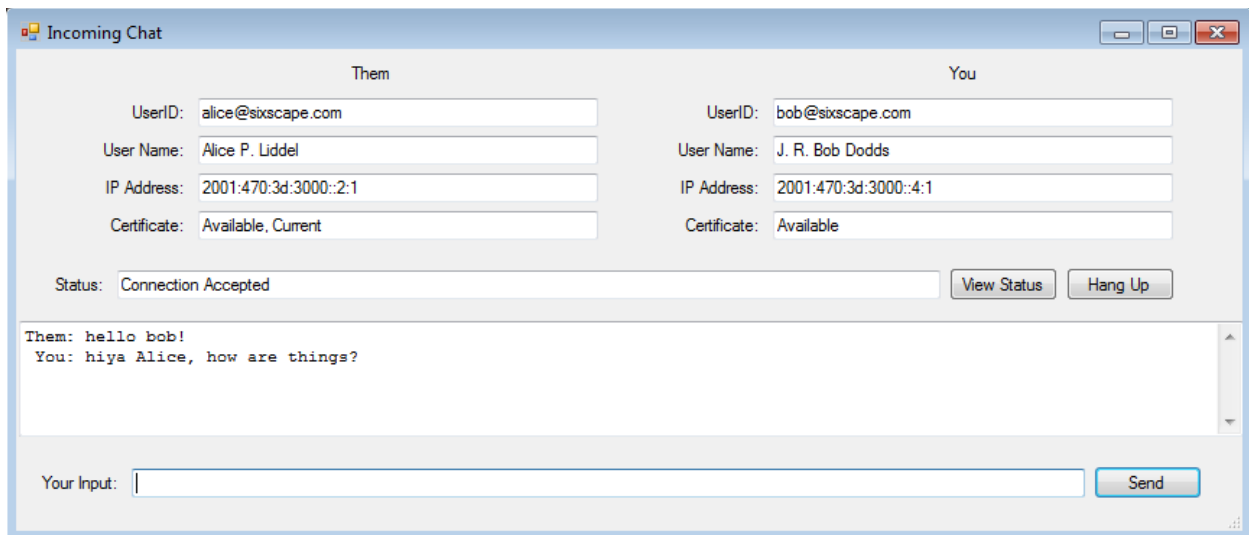 Incoming Chat
Them You
UserID: alice@sixscape.com UserID: bob@sixscape.com
User Name: Alice P. Liddel User Name: J. R. Bob Dodds
IP Address: 2001:470:3d:3000::2:1 IP Address: 2001:470:3d:3000::4:1
Certificate: Available, Current Certificate: Available
Status: Connection Accepted View Status Hang Up
Them: hello bob!
You: hiya Alice, how are things?
Your Input: Send